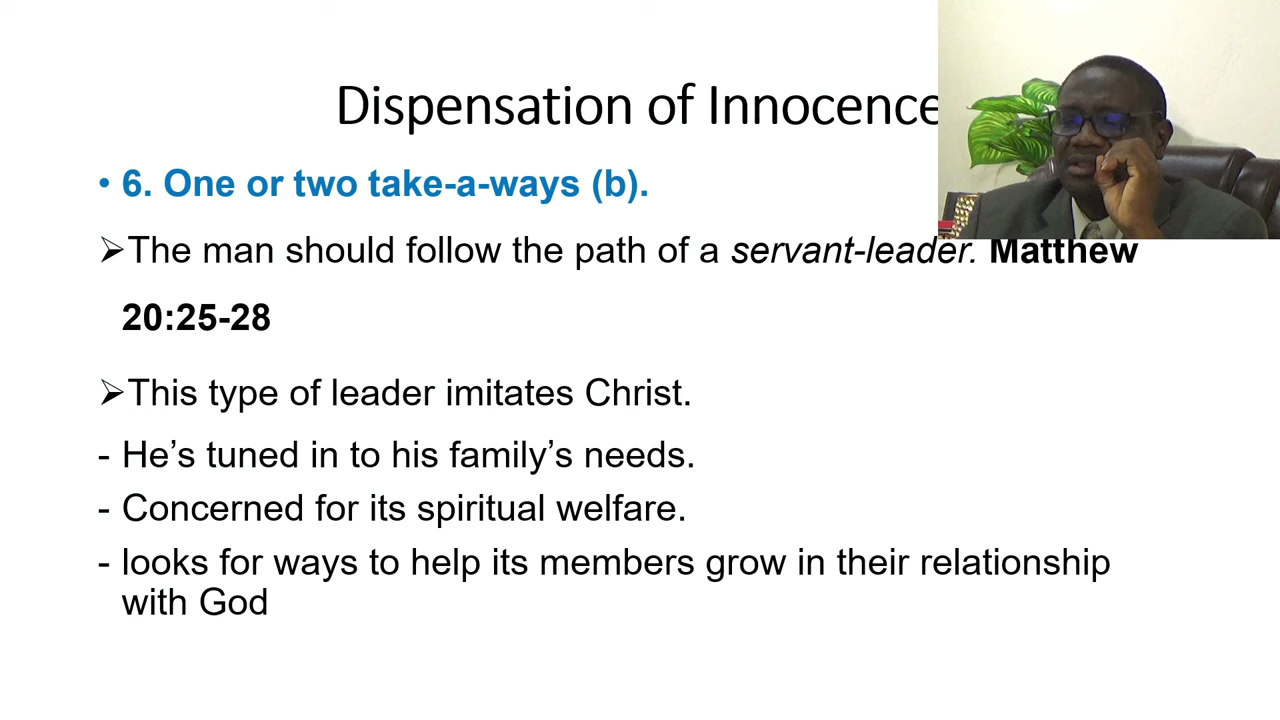 Dispensation of Innocence
• 6. One or two take-a-ways (b).
➢The man should follow the path of a servant-leader. Matthew
20:25-28
➢This type of leader imitates Christ.
- He’s tuned in to his family’s needs.
- Concerned for its spiritual welfare.
- looks for ways to help its members grow in their relationship
with God